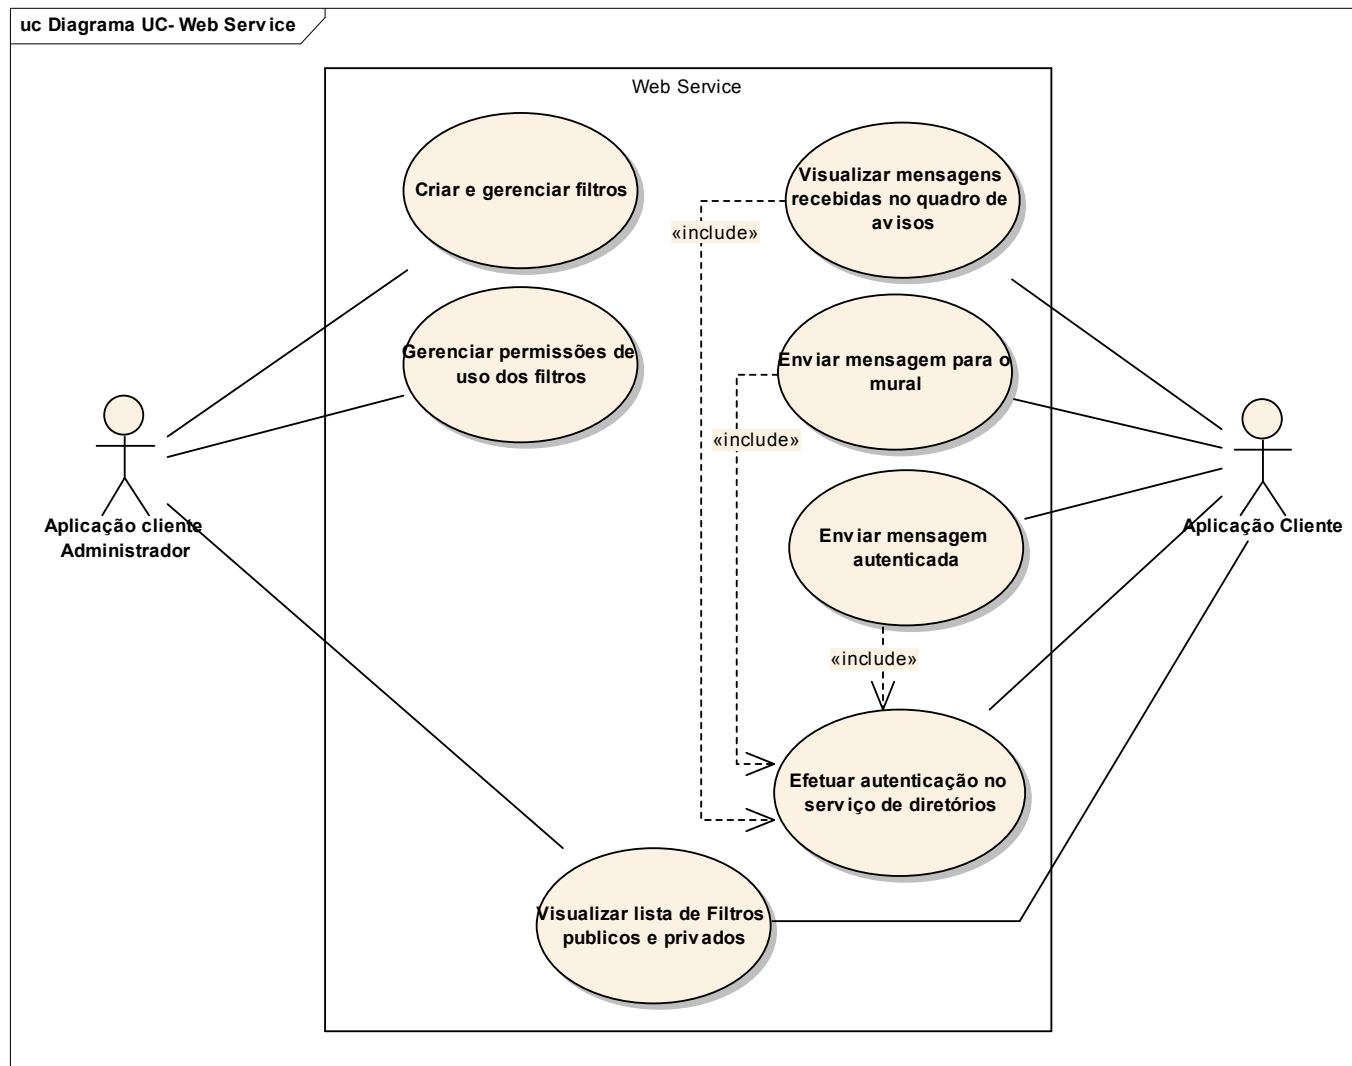 uc Diagrama UC- Web Service
Web Service
Criar e gerenciar filtros
Visualizar mensagens
recebidas no quadro de
avisos
«include»
Gerenciar permissões de
uso dos filtros
Enviar mensagem para o
mural
«include»
Aplicação cliente
Administrador
Enviar mensagem
autenticada
Aplicação Cliente
«include»
Efetuar autenticação no
serviço de diretórios
Visualizar lista de Filtros
publicos e privados